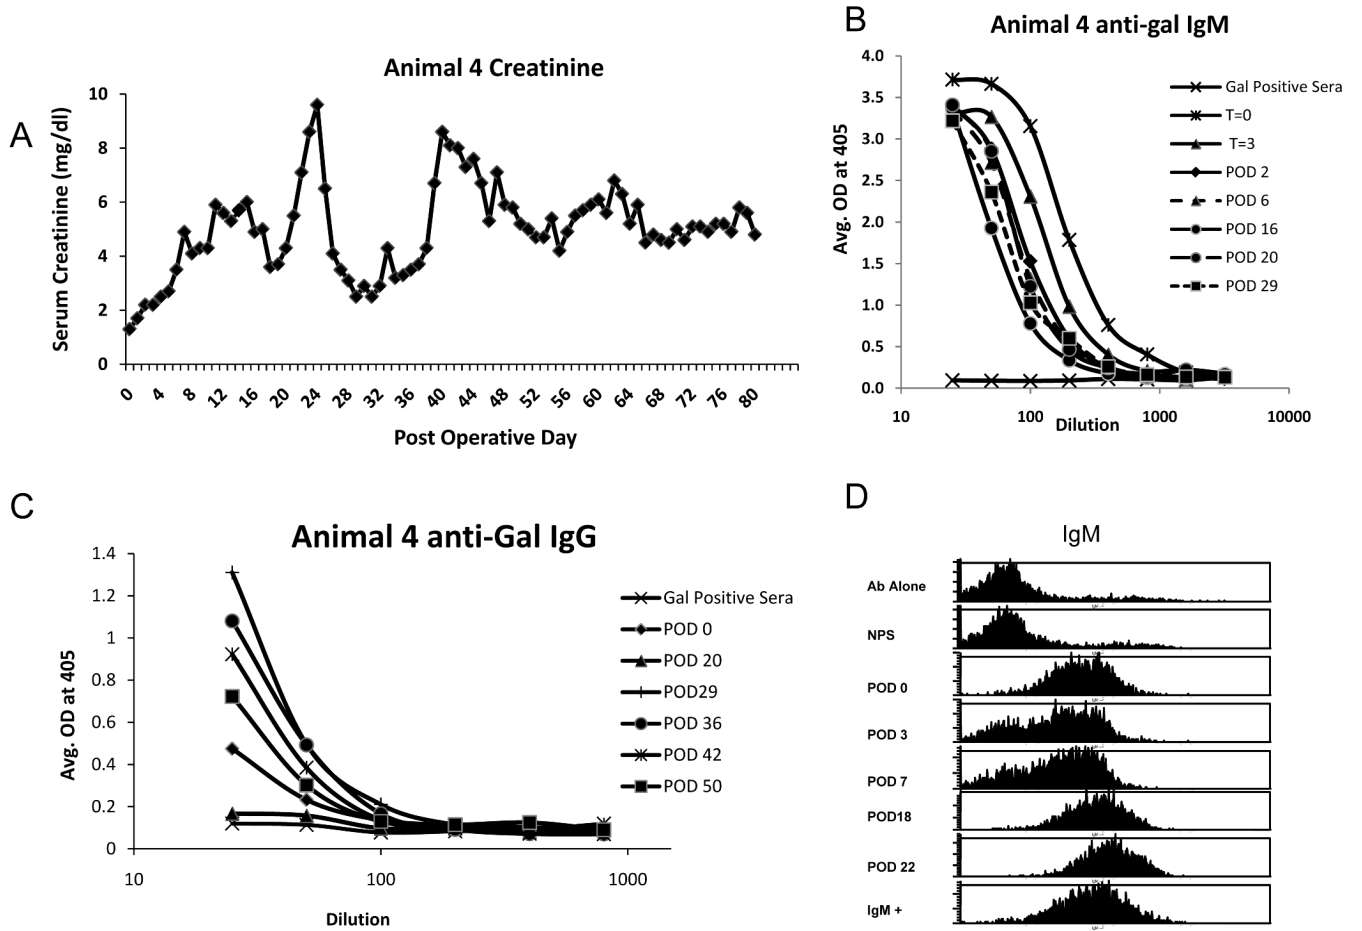 A
Animal 4 Creatinine
Serum Creatinine (mg/dl)
10
8
6
4
2
0
0 4 8 12 16 20 24 28 32 36 40 44 48 52 56 60 64 68 72 76 80
Post Operative Day
B
Animal 4 anti-gal IgM
Avg. OD at 405
4.0
3.5
3.0
2.5
2.0
1.5
1.0
0.5
0.0
10 100 1000 10000
Dilution
Gal Positive Sera
T=0
T=3
POD 2
POD 6
POD 16
POD 20
POD 29
C
Animal 4 anti-Gal IgG
Avg. OD at 405
1.4
1.2
1
0.8
0.6
0.4
0.2
0
10 100 1000
Dilution
Gal Positive Sera
POD 0
POD 20
POD29
POD 36
POD 42
POD 50
D
IgM
Ab Alone
NPS
POD 0
POD 3
POD 7
POD18
POD 22
IgM +